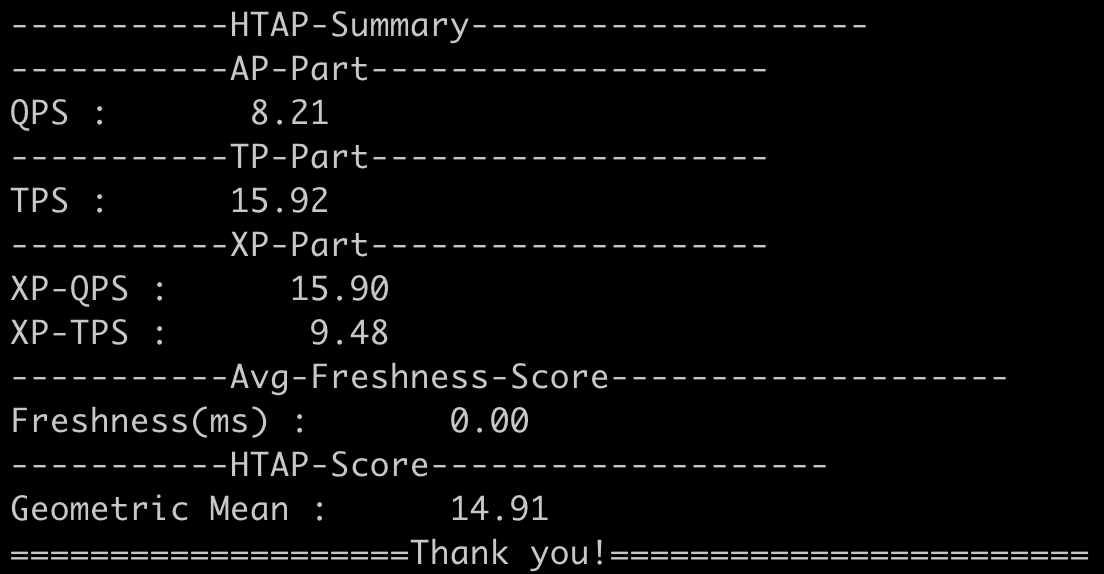 -----------HTAP-Summary--------------------
-----------AP-Part--------------------
QPS :       8.21
-----------TP-Part--------------------
TPS :      15.92
-----------XP-Part--------------------
XP-QPS :      15.90
XP-TPS :       9.48
-----------Avg-Freshness-Score--------------------
Freshness(ms) :       0.00
-----------HTAP-Score--------------------
Geometric Mean :      14.91
====================Thank you!========================